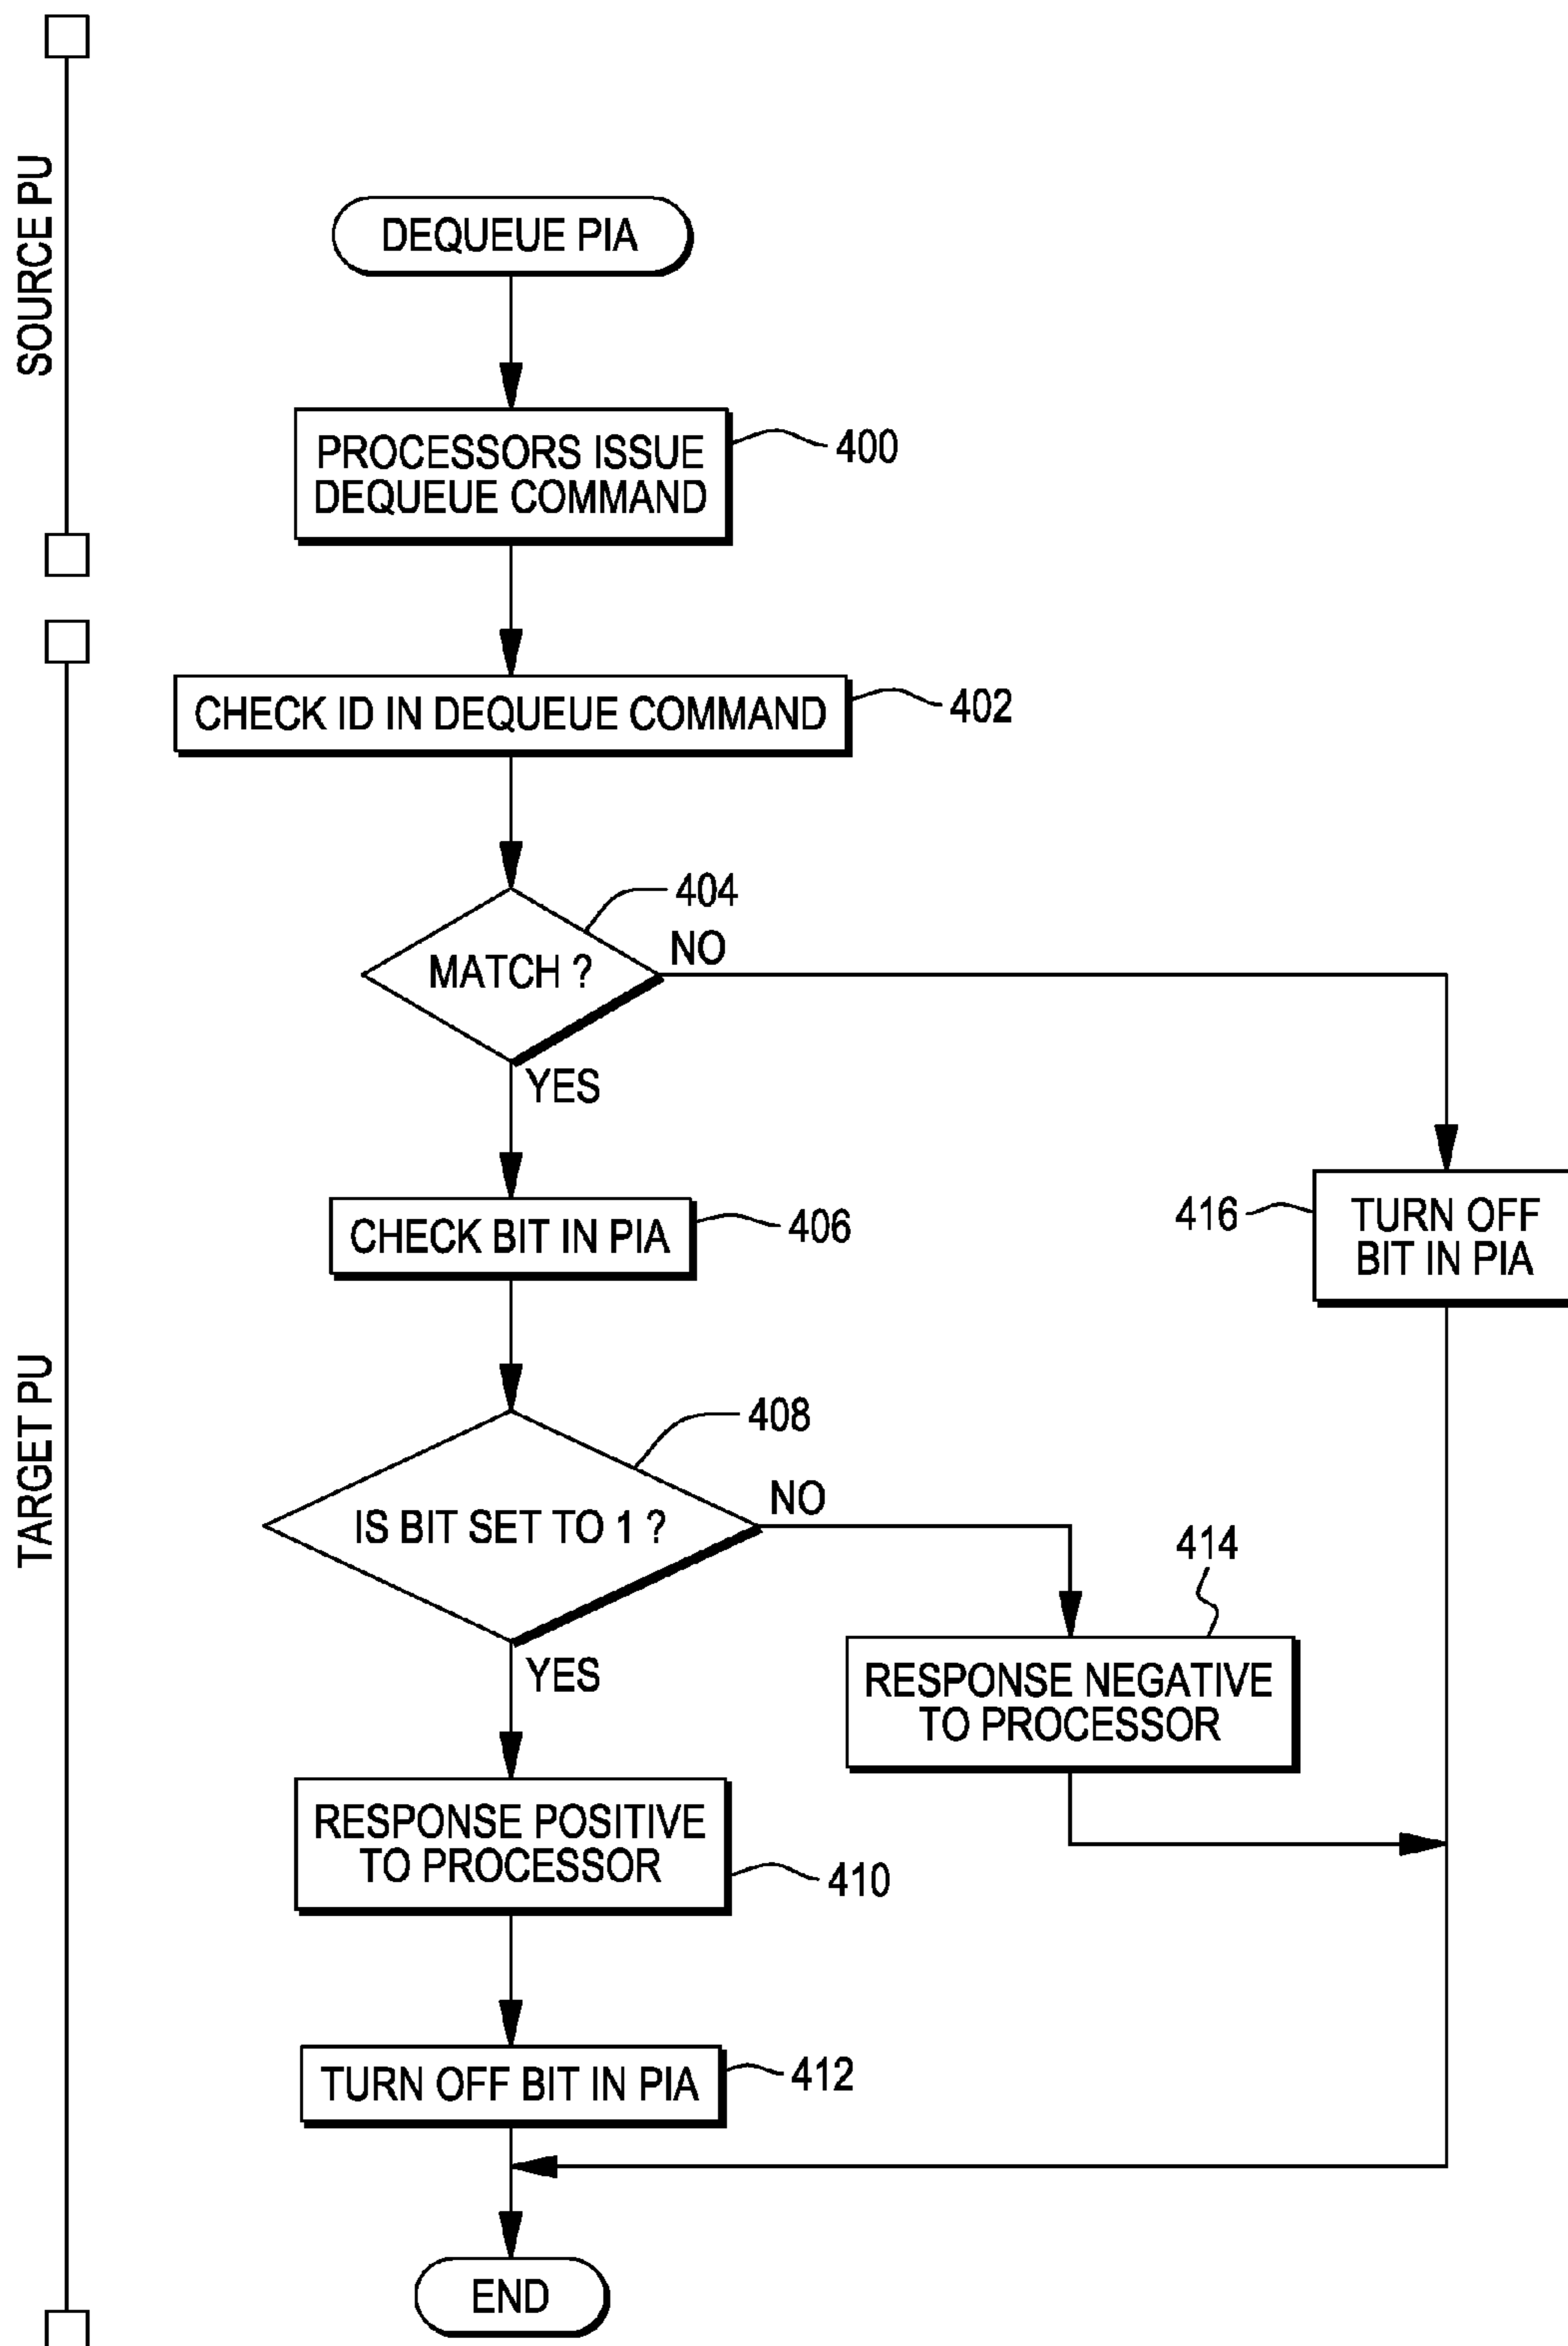 SOURCE PU
DEQUEUE PIA
PROCESSORS ISSUE
DEQUEUE COMMAND
400
CHECK ID IN DEQUEUE COMMAND
402
404
MATCH ?
NO
YES
CHECK BIT IN PIA
406
416
TURN OFF
BIT IN PIA
TARGET PU
408
IS BIT SET TO 1 ?
NO
YES
414
RESPONSE NEGATIVE
TO PROCESSOR
RESPONSE POSITIVE
TO PROCESSOR
410
TURN OFF BIT IN PIA
412
END